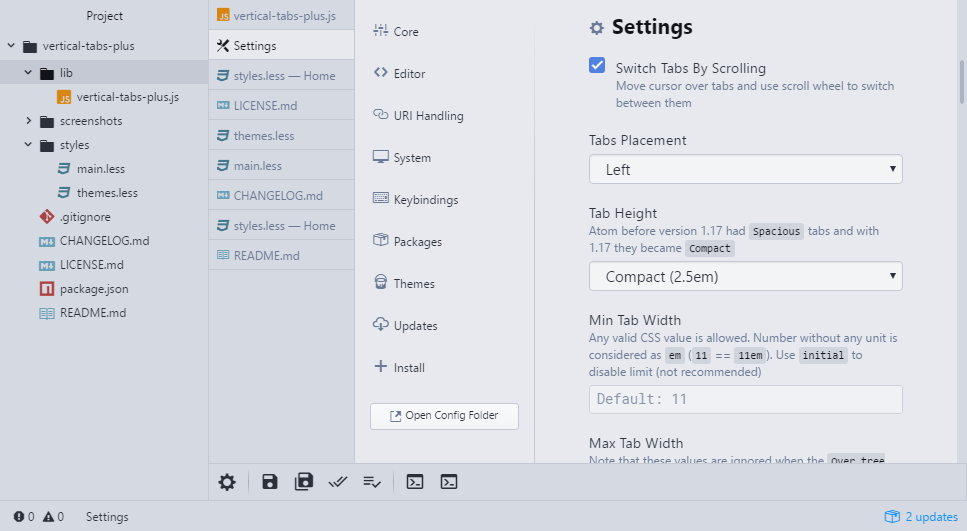 Project
vertical-tabs-plus
lib
vertical-tabs-plus.js
screenshots
styles
main.less
themes.less
.gitignore
CHANGELOG.md
LICENSE.md
package.json
README.md
vertical-tabs-plus.js
Settings
styles.less — Home
LICENSE.md
themes.less
main.less
CHANGELOG.md
styles.less — Home
README.md
Core
Editor
URI Handling
System
Keybindings
Packages
Themes
Updates
Install
Open Config Folder
Settings
Switch Tabs By Scrolling
Move cursor over tabs and use scroll wheel to switch
between them
Tabs Placement
Left
Tab Height
Atom before version 1.17 had Spacious tabs and with
1.17 they became Compact
Compact (2.5em)
Min Tab Width
Any valid CSS value is allowed. Number without any unit is
considered as em ( 11 == 11em ). Use initial to
disable limit (not recommended)
Default: 11
Max Tab Width
Note that these values are ignored when the Over tree
0 0 Settings
2 updates